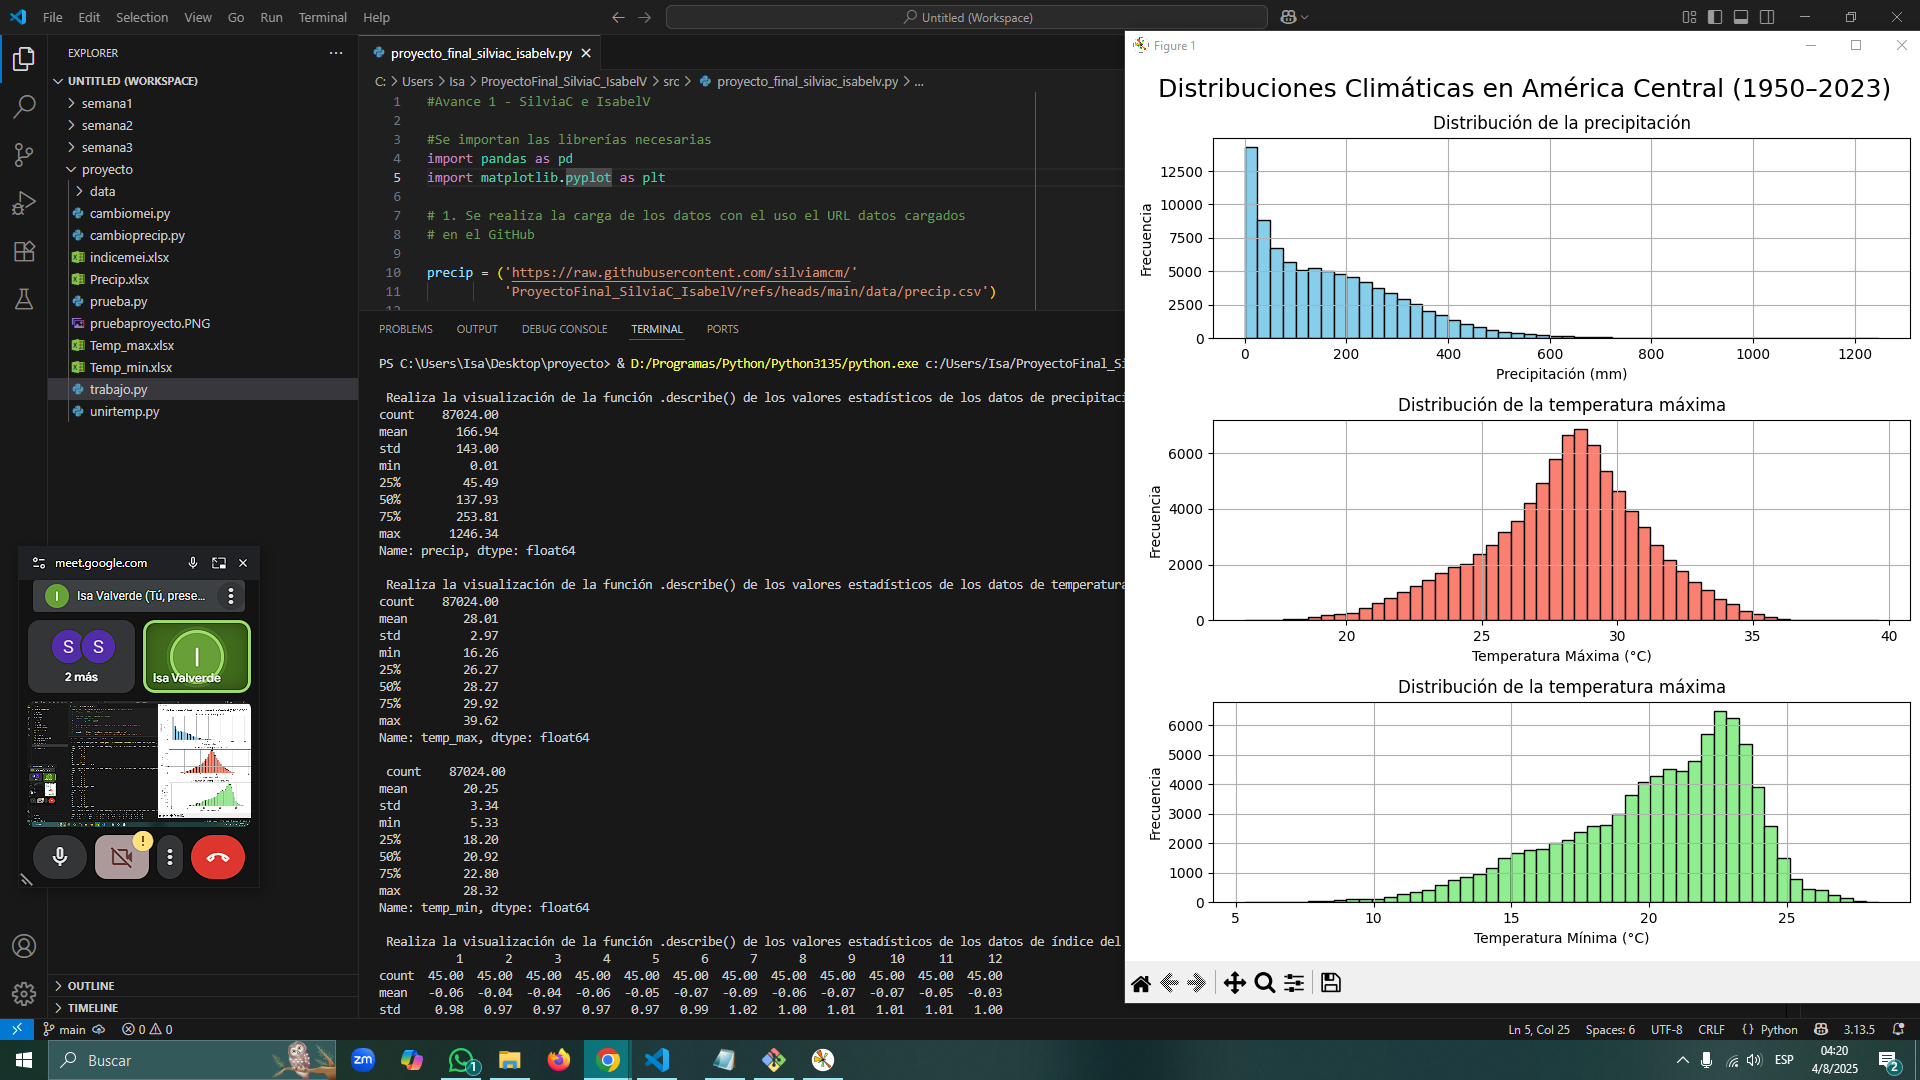 File Edit Selection View Go Run Terminal Help
Untitled (Workspace)
EXPLORER
UNTITLED (WORKSPACE)
semana1
semana2
semana3
proyecto
data
cambiomei.py
cambioprecip.py
indicemei.xlsx
Precip.xlsx
prueba.py
pruebaproyecto.PNG
Temp_max.xlsx
Temp_min.xlsx
trabajo.py
unirtemp.py
OUTLINE
TIMELINE
proyecto_final_silviac_isabelv.py
C: > Users > Isa > ProyectoFinal_SilviaC_IsabelV > src > proyecto_final_silviac_isabelv.py > ...
1 #Avance 1 - SilviaC e IsabelV
2
3 #Se importan las librerías necesarias
4 import pandas as pd
5 import matplotlib.pyplot as plt
6
7 # 1. Se realiza la carga de los datos con el uso el URL datos cargados
8 # en el GitHub
9
10 precip = ('https://raw.githubusercontent.com/silviamcm/'
11 'ProyectoFinal_SilviaC_IsabelV/refs/heads/main/data/precip.csv')
PROBLEMS OUTPUT DEBUG CONSOLE TERMINAL PORTS
PS C:\Users\Isa\Desktop\proyecto> & D:/Programas/Python/Python3135/python.exe c:/Users/Isa/ProyectoFinal_Si
Realiza la visualización de la función .describe() de los valores estadísticos de los datos de precipitaci
count 87024.00
mean 166.94
std 143.00
min 0.01
25% 45.49
50% 137.93
75% 253.81
max 1246.34
Name: precip, dtype: float64
Realiza la visualización de la función .describe() de los valores estadísticos de los datos de temperatura
count 87024.00
mean 28.01
std 2.97
min 16.26
25% 26.27
50% 28.27
75% 29.92
max 39.62
Name: temp_max, dtype: float64
count 87024.00
mean 20.25
std 3.34
min 5.33
25% 18.20
50% 20.92
75% 22.80
max 28.32
Name: temp_min, dtype: float64
Realiza la visualización de la función .describe() de los valores estadísticos de los datos de índice del
1 2 3 4 5 6 7 8 9 10 11 12
count 45.00 45.00 45.00 45.00 45.00 45.00 45.00 45.00 45.00 45.00 45.00 45.00
mean -0.06 -0.04 -0.04 -0.06 -0.05 -0.07 -0.09 -0.06 -0.07 -0.07 -0.05 -0.03
std 0.98 0.97 0.97 0.97 0.97 0.99 1.02 1.00 1.01 1.01 1.01 1.00
meet.google.com
I Isa Valverde (Tú, prese...
S S
2 más
I
Isa Valverde
!
Figure 1
Distribuciones Climáticas en América Central (1950–2023)
Distribución de la precipitación
Frecuencia
12500
10000
7500
5000
2500
0
0 200 400 600 800 1000 1200
Precipitación (mm)
Distribución de la temperatura máxima
Frecuencia
6000
4000
2000
0
20 25 30 35 40
Temperatura Máxima (°C)
Distribución de la temperatura máxima
Frecuencia
6000
5000
4000
3000
2000
1000
0
5 10 15 20 25
Temperatura Mínima (°C)
main 0 0
Ln 5, Col 25 Spaces: 6 UTF-8 CRLF {} Python 3.13.5
Buscar
zm
1
ESP
04:20
4/8/2025
2